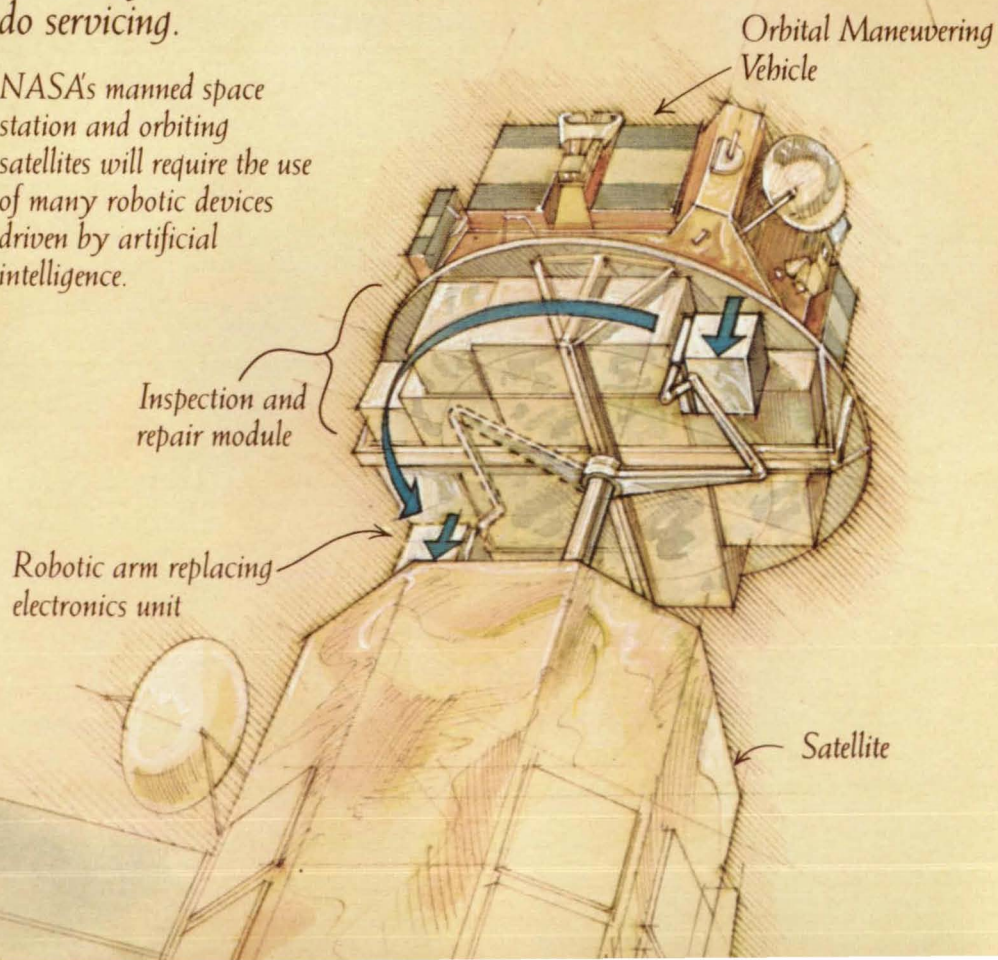 do servicing.
NASA's manned space
station and orbiting
satellites will require the use
of many robotic devices
driven by artificial
intelligence.
Orbital Maneuvering
Vehicle
Inspection and
repair module
Robotic arm replacing
electronics unit
Satellite